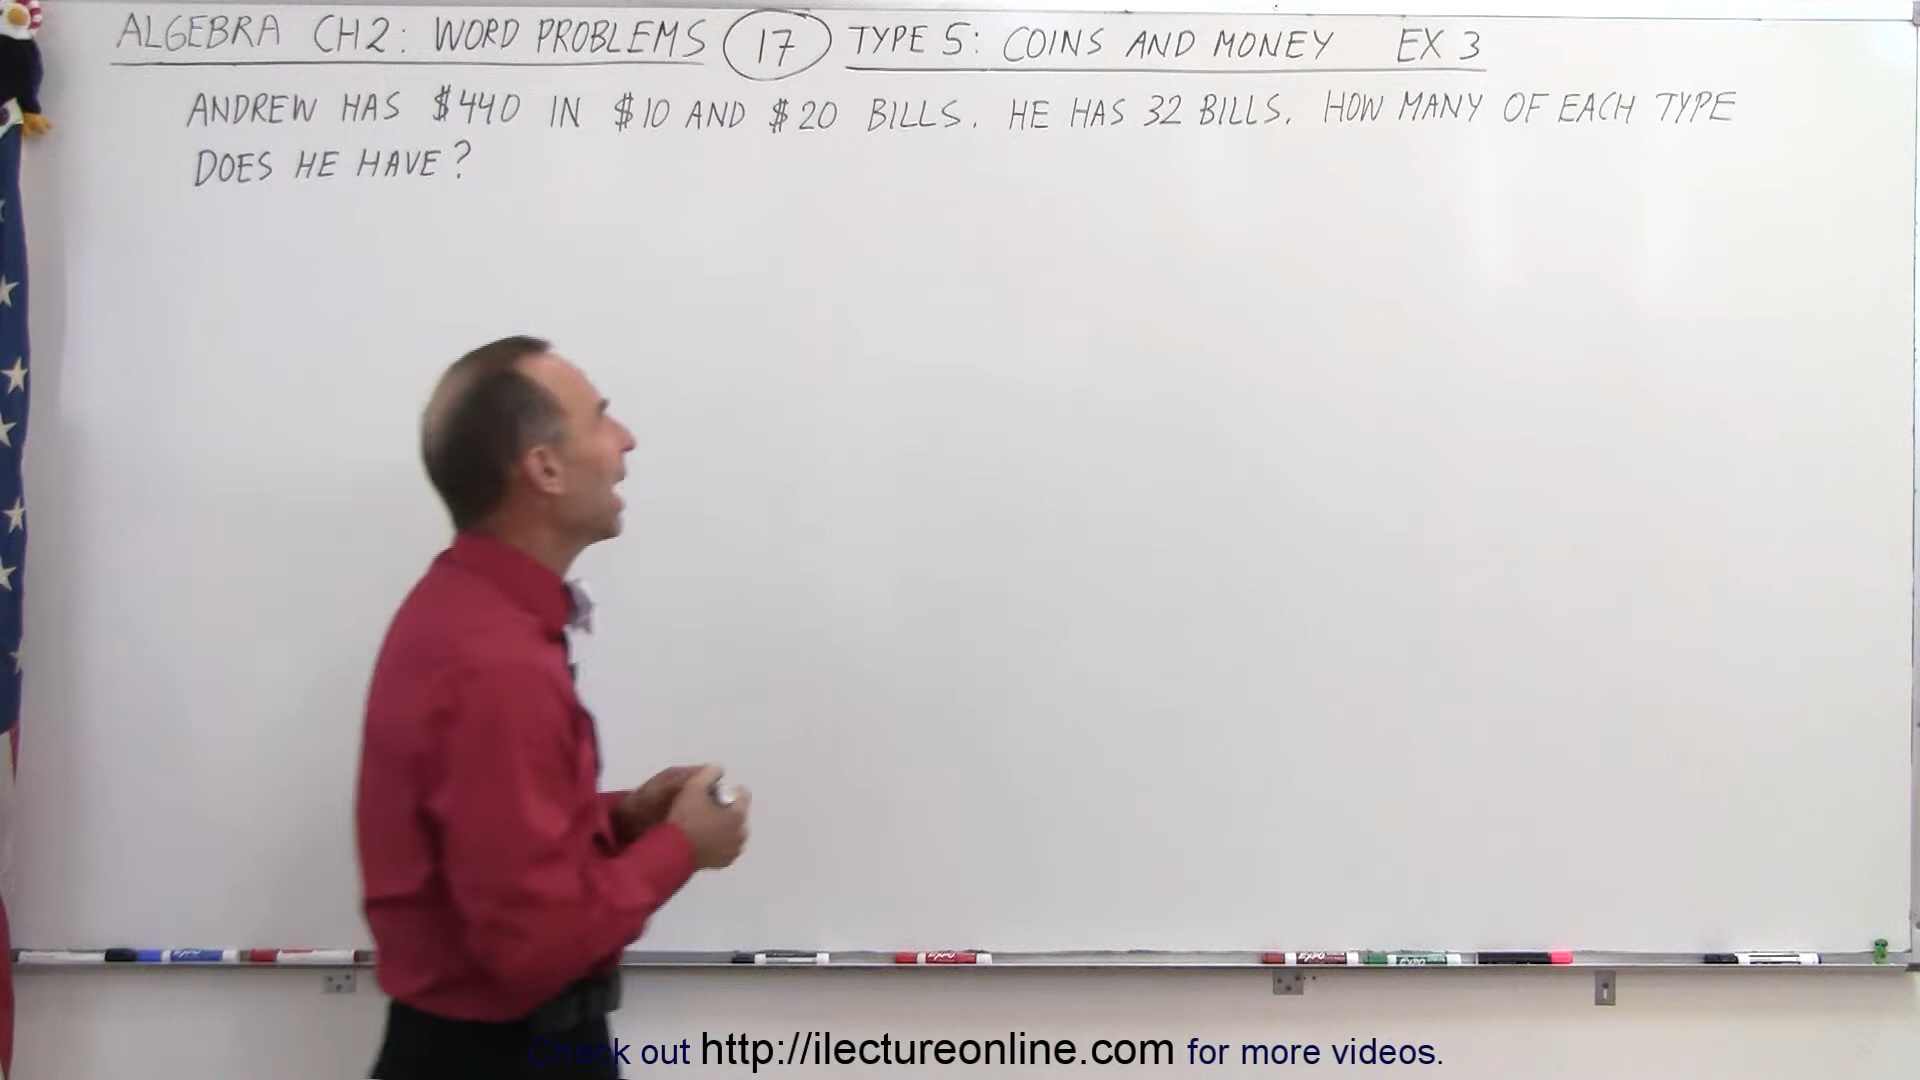 ALGEBRA CH2: WORD PROBLEMS 17 TYPE 5: COINS AND MONEY EX 3
ANDREW HAS $440 IN $10 AND $20 BILLS. HE HAS 32 BILLS. HOW MANY OF EACH TYPE
DOES HE HAVE?
Check out http://ilectureonline.com for more videos.